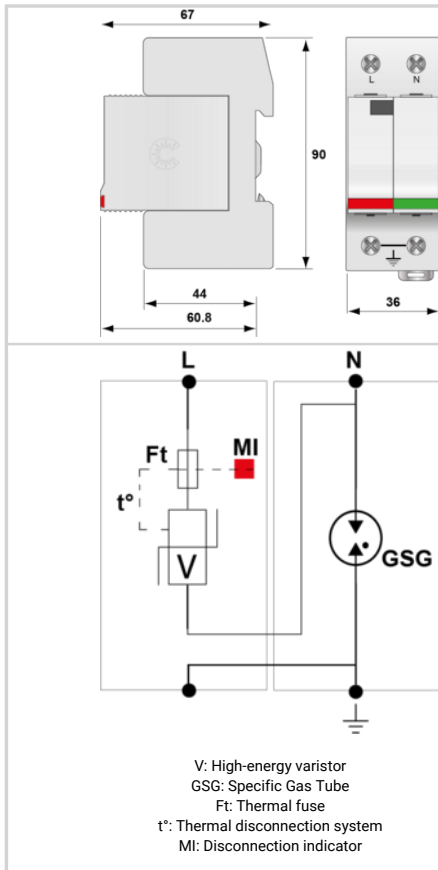 67
L N
90
44
60.8
36
L N
Ft MI
t°
V
GSG
V: High-energy varistor
GSG: Specific Gas Tube
Ft: Thermal fuse
t°: Thermal disconnection system
MI: Disconnection indicator